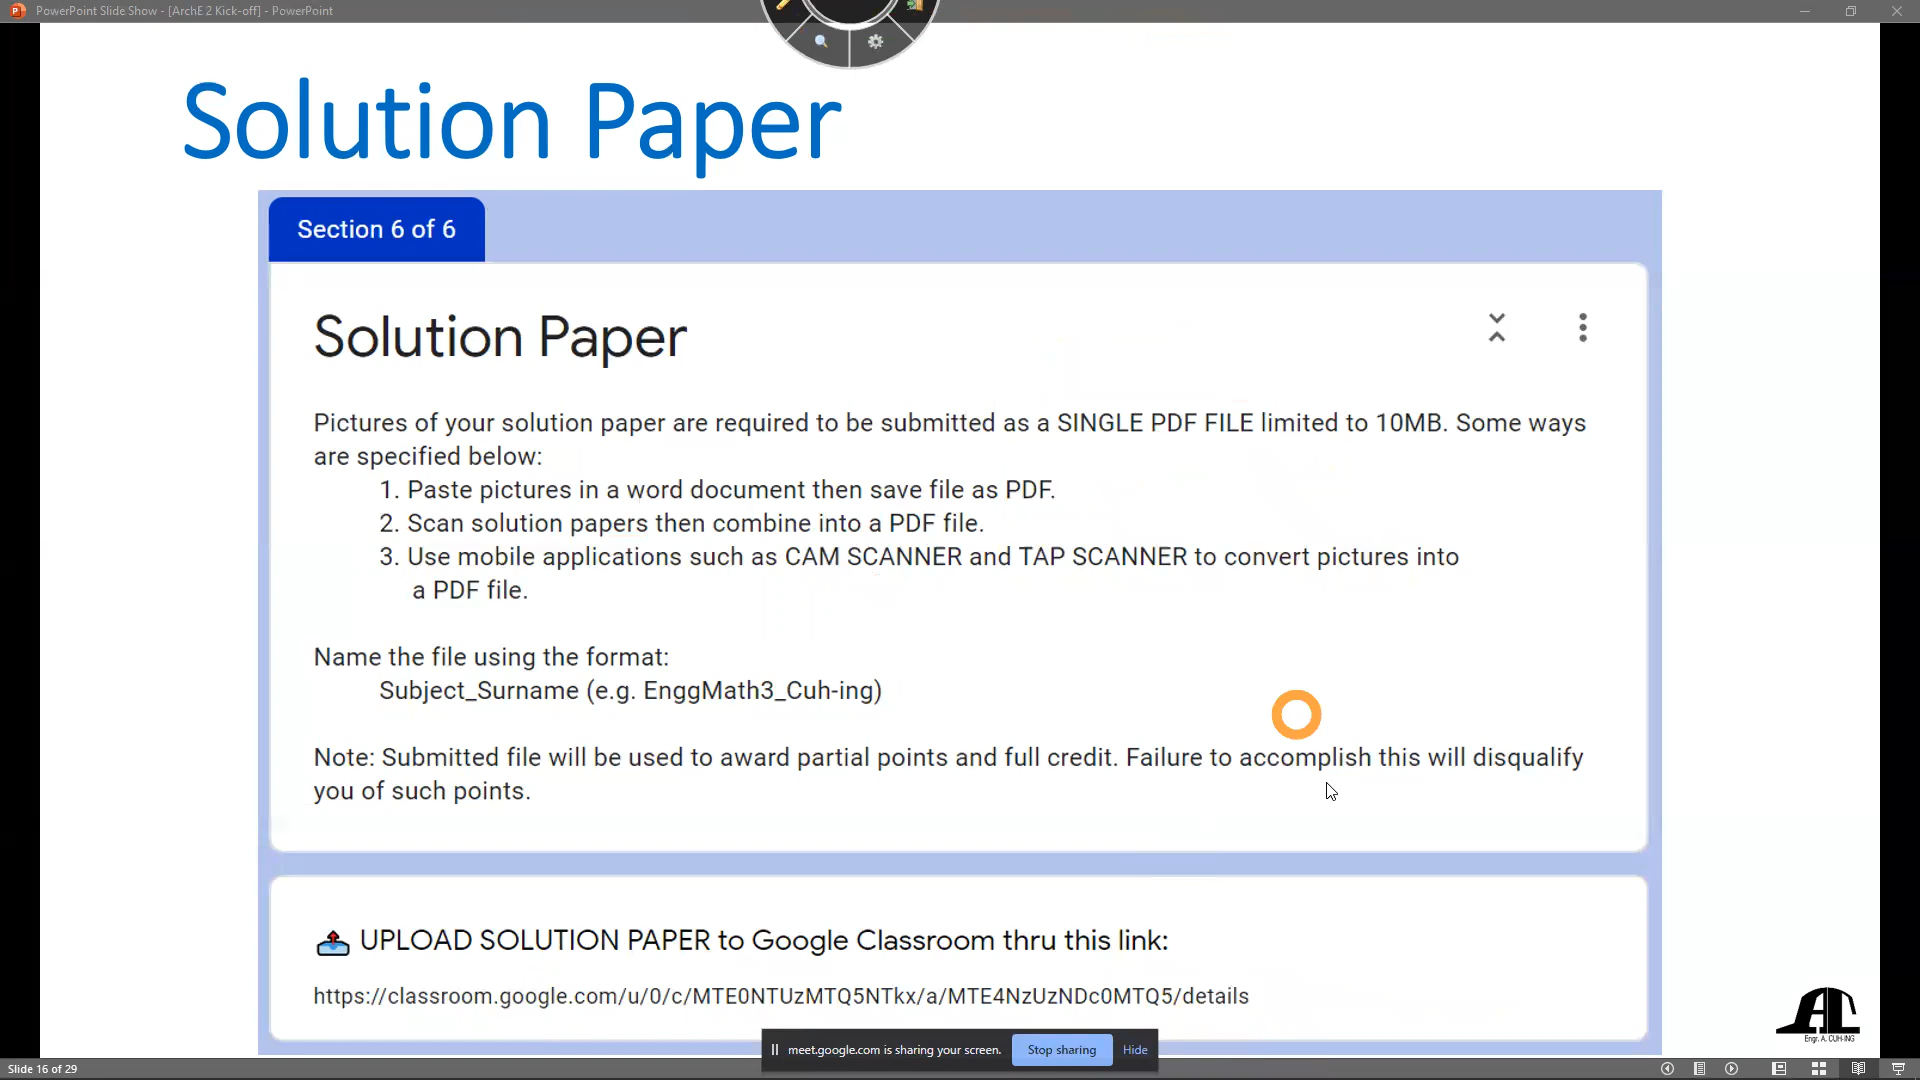 PowerPoint Slide Show - [ArchE 2 Kick-off] - PowerPoint
Solution Paper
Section 6 of 6
Solution Paper
Pictures of your solution paper are required to be submitted as a SINGLE PDF FILE limited to 10MB. Some ways
are specified below:
1. Paste pictures in a word document then save file as PDF.
2. Scan solution papers then combine into a PDF file.
3. Use mobile applications such as CAM SCANNER and TAP SCANNER to convert pictures into
a PDF file.
Name the file using the format:
Subject_Surname (e.g. EnggMath3_Cuh-ing)
Note: Submitted file will be used to award partial points and full credit. Failure to accomplish this will disqualify
you of such points.
UPLOAD SOLUTION PAPER to Google Classroom thru this link:
https://classroom.google.com/u/0/c/MTE0NTUzMTQ5NTkx/a/MTE4NzUzNDc0MTQ5/details
Engr. A. CUH-ING
meet.google.com is sharing your screen. Stop sharing Hide
Slide 16 of 29